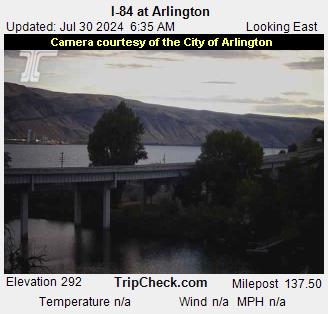 I-84 at Arlington
Updated: Jul 30 2024 6:35 AM Looking East
Camera courtesy of the City of Arlington
Elevation 292 TripCheck.com Milepost 137.50
Temperature n/a Wind n/a MPH n/a